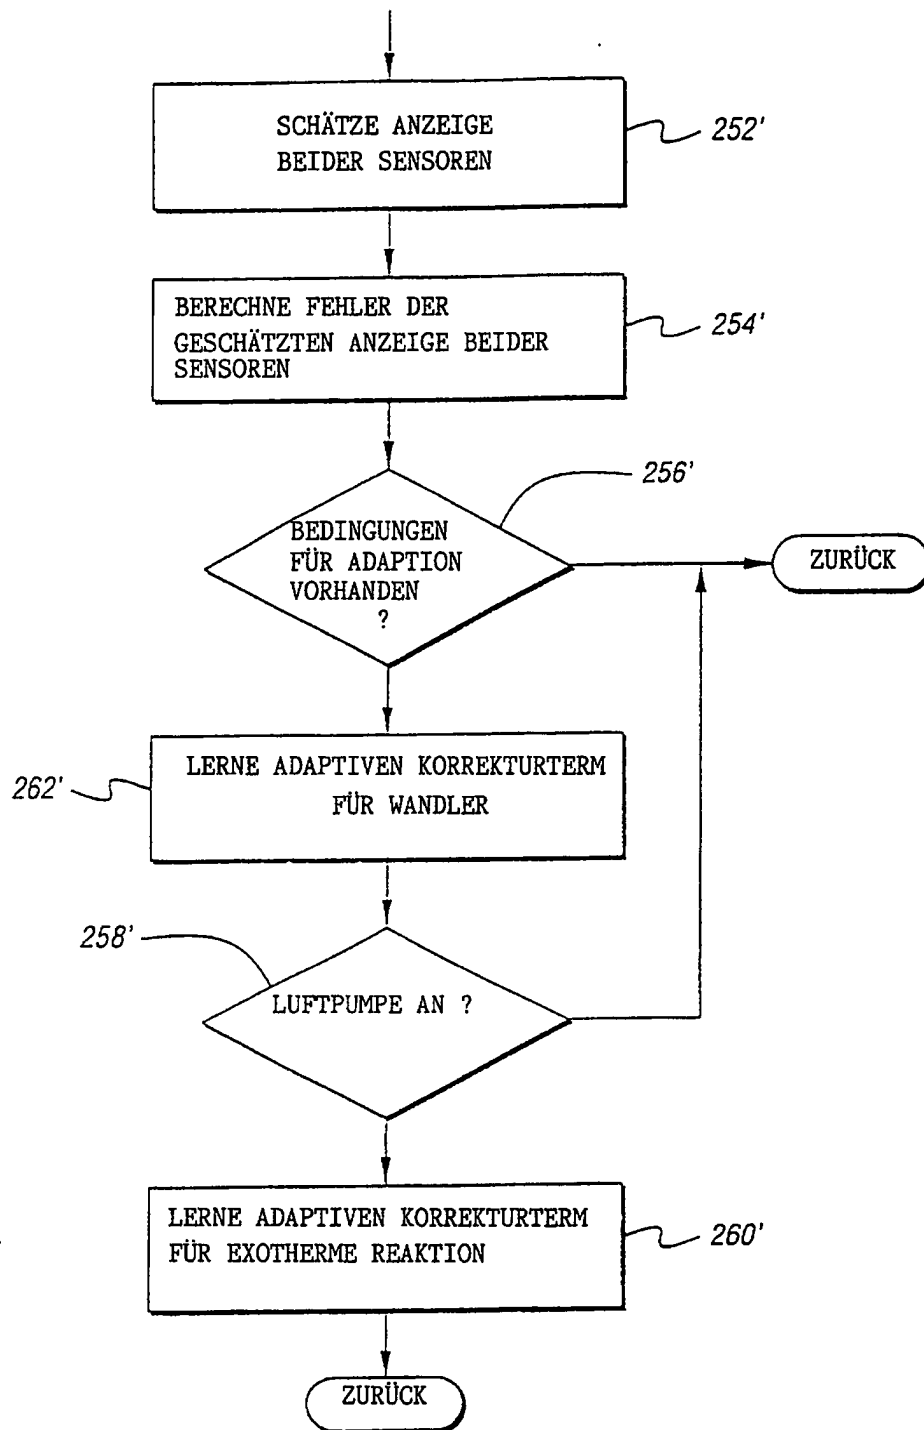 SCHÄTZE ANZEIGE
BEIDER SENSOREN
252'
BERECHNE FEHLER DER
GESCHÄTZTEN ANZEIGE BEIDER
SENSOREN
254'
256'
BEDINGUNGEN
FÜR ADAPTION
VORHANDEN
?
ZURÜCK
LERNE ADAPTIVEN KORREKTURTERM
FÜR WANDLER
262'
258'
LUFTPUMPE AN ?
LERNE ADAPTIVEN KORREKTURTERM
FÜR EXOTHERME REAKTION
260'
ZURÜCK